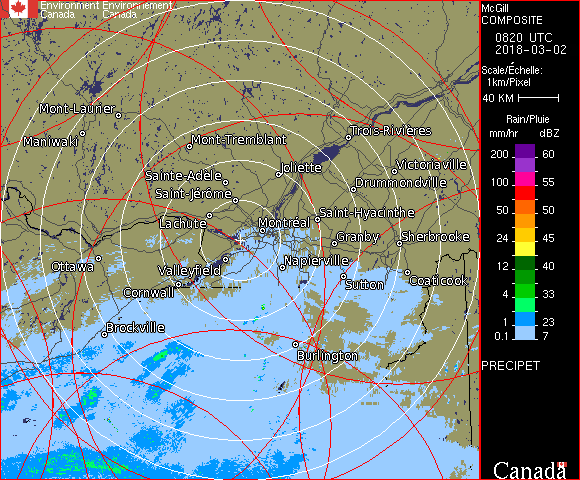 Environment Environnement
Canada Canada
McGill
COMPOSITE
0820 UTC
2018-03-02
Scale/Échelle:
1km/Pixel
40 KM
Rain/Pluie
mm/hr dBZ
200 60
100 55
50 50
24 45
12 40
4 33
1 23
0.1 7
PRECIPET
Canada
Mont-Laurier
Trois-Rivières
Maniwaki
Mont-Tremblant
Joliette
Victoriaville
Sainte-Adèle
Drummondville
Saint-Jérôme
Saint-Hyacinthe
Lachute
Montréal
Granby
Sherbrooke
Ottawa
Valleyfield
Napierville
Cornwall
Sutton
Coaticook
Brockville
Burlington